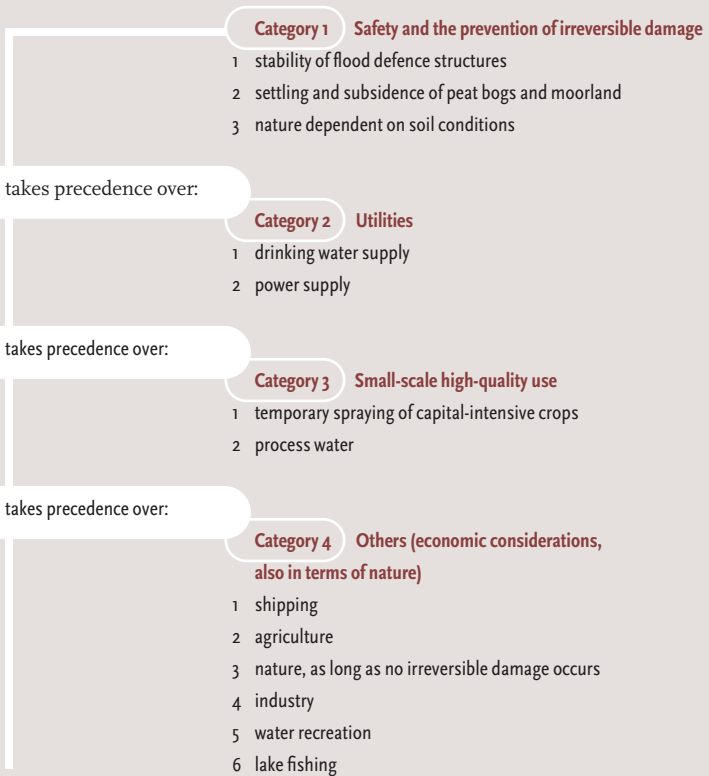 Category 1 Safety and the prevention of irreversible damage
1 stability of flood defence structures
2 settling and subsidence of peat bogs and moorland
3 nature dependent on soil conditions
takes precedence over:
Category 2 Utilities
1 drinking water supply
2 power supply
takes precedence over:
Category 3 Small-scale high-quality use
1 temporary spraying of capital-intensive crops
2 process water
takes precedence over:
Category 4 Others (economic considerations,
also in terms of nature)
1 shipping
2 agriculture
3 nature, as long as no irreversible damage occurs
4 industry
5 water recreation
6 lake fishing